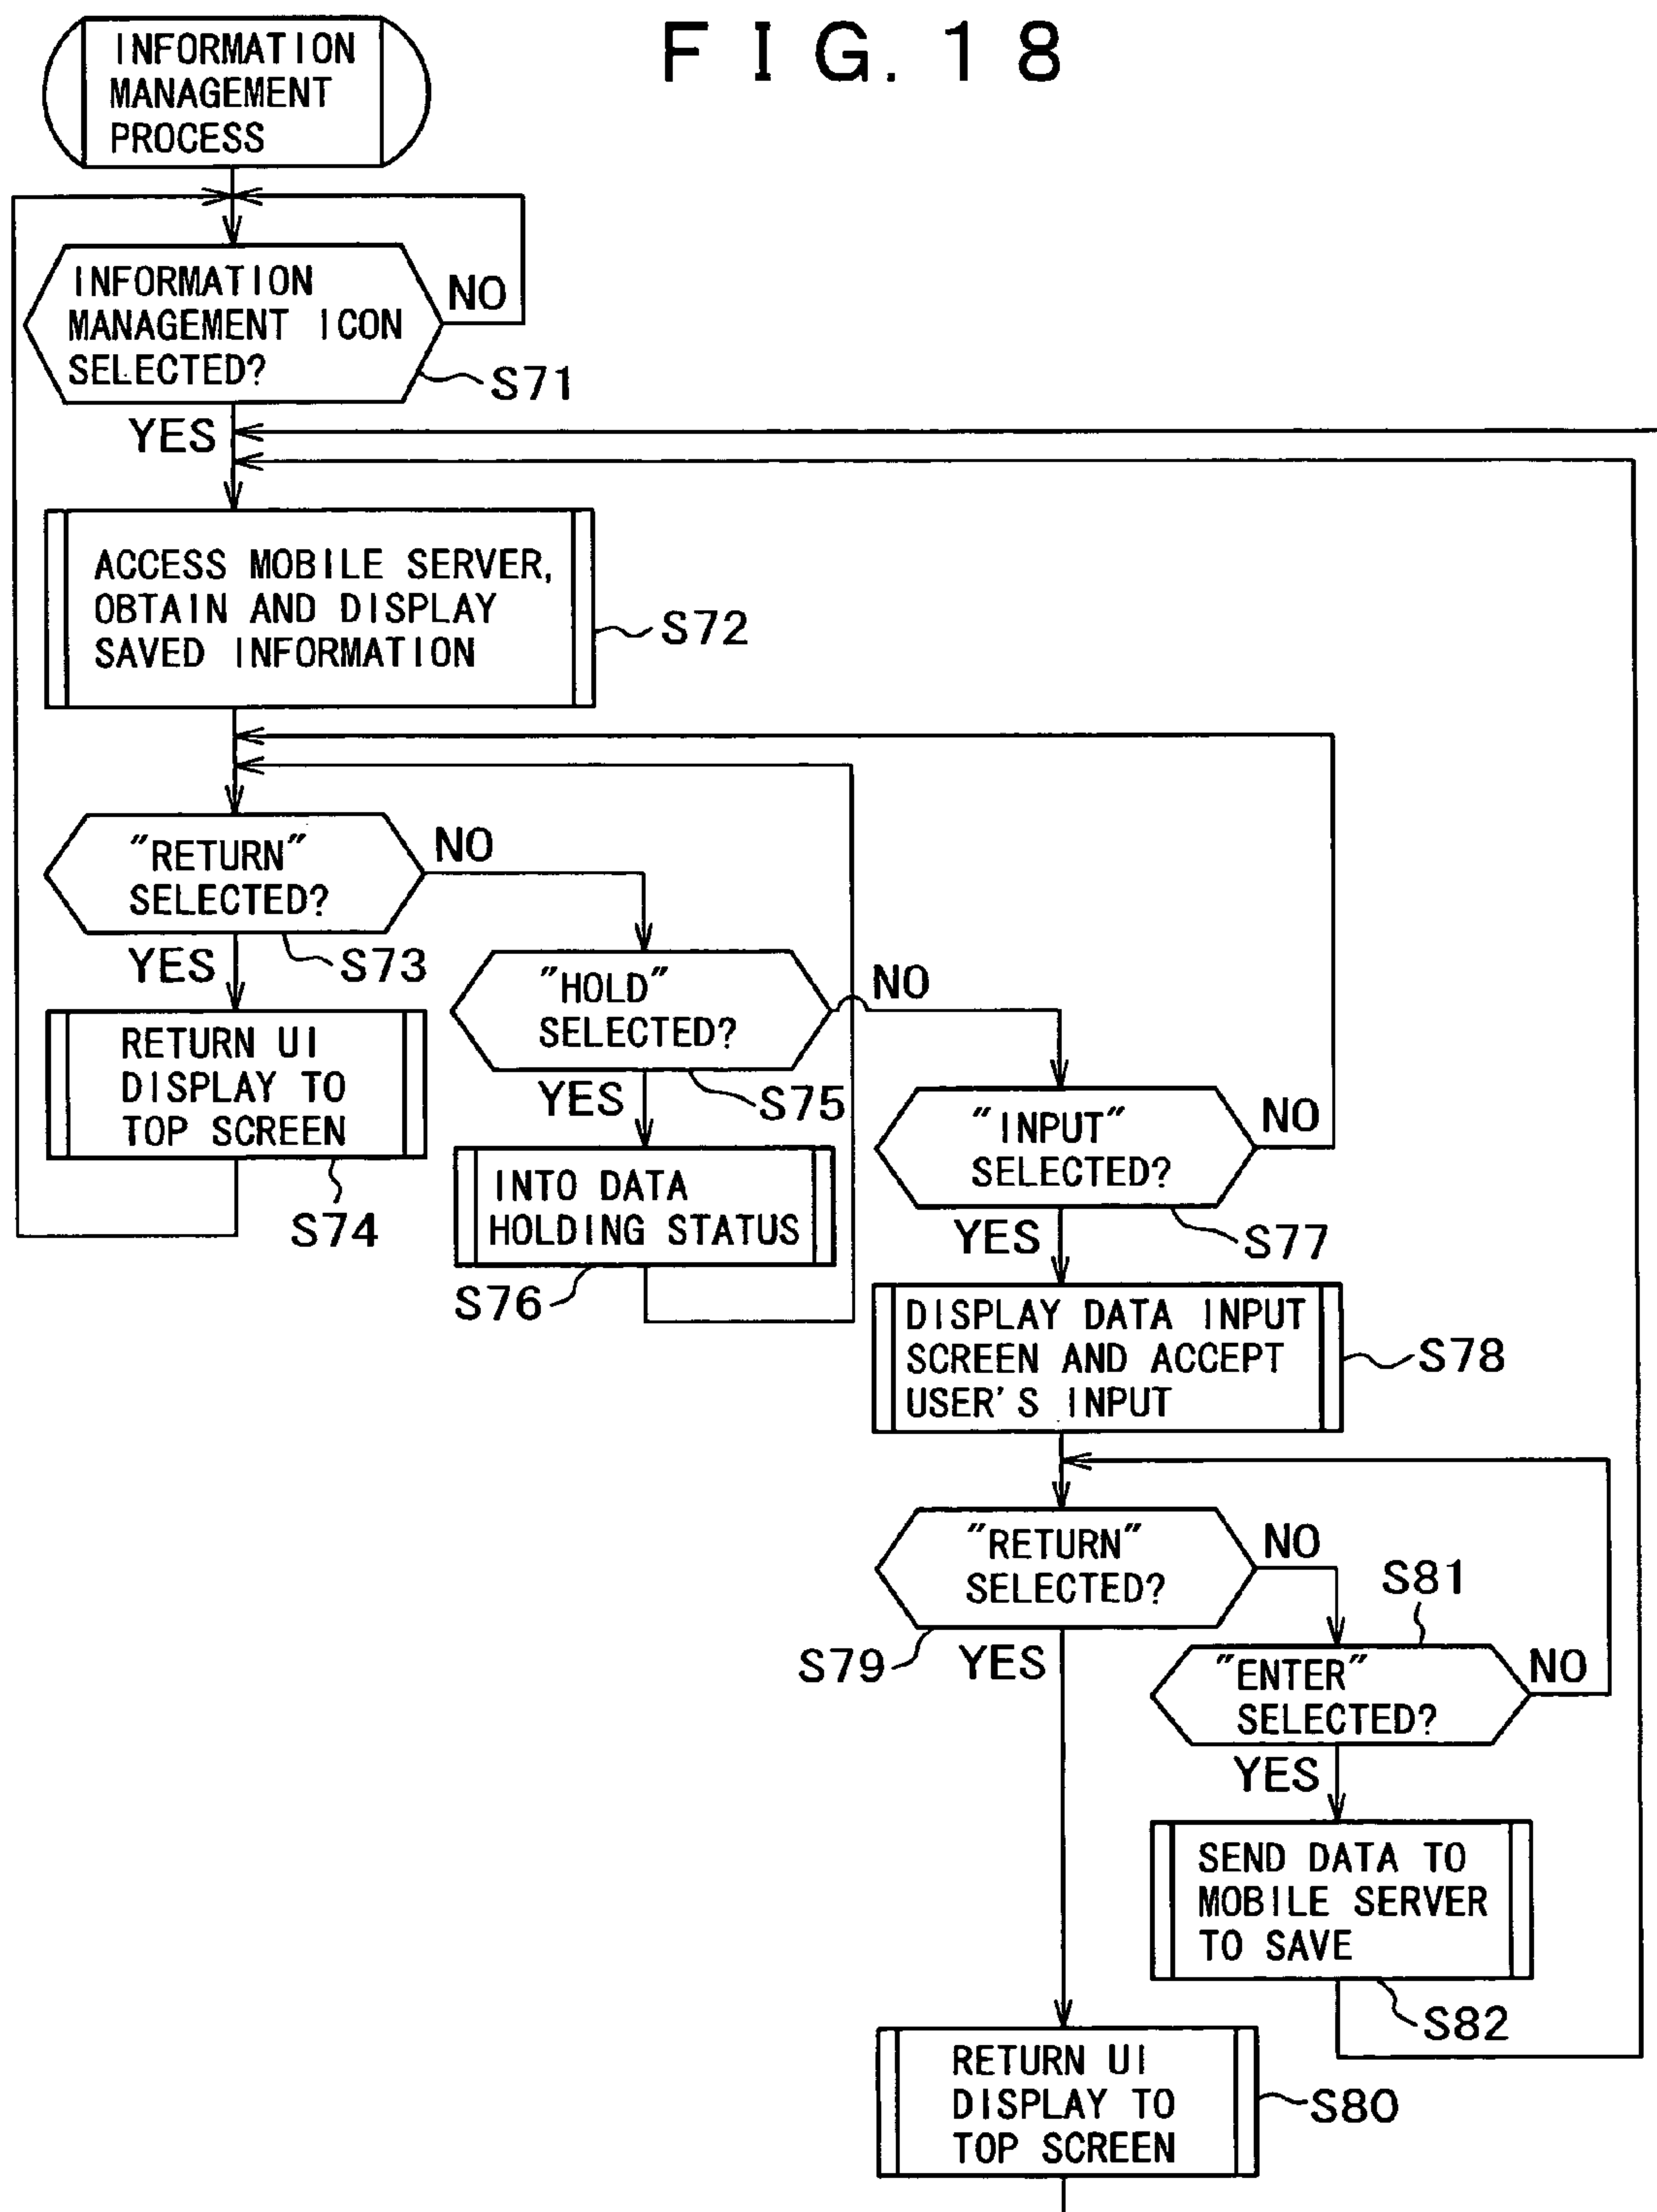 FIG. 18
INFORMATION
MANAGEMENT
PROCESS
INFORMATION
MANAGEMENT ICON
SELECTED?
NO
S71
YES
ACCESS MOBILE SERVER,
OBTAIN AND DISPLAY
SAVED INFORMATION
S72
"RETURN"
SELECTED?
NO
S73
YES
RETURN UI
DISPLAY TO
TOP SCREEN
S74
"HOLD"
SELECTED?
NO
S75
YES
INTO DATA
HOLDING STATUS
S76
"INPUT"
SELECTED?
NO
S77
YES
DISPLAY DATA INPUT
SCREEN AND ACCEPT
USER'S INPUT
S78
"RETURN"
SELECTED?
NO
S79
YES
S81
"ENTER"
SELECTED?
NO
YES
SEND DATA TO
MOBILE SERVER
TO SAVE
S82
RETURN UI
DISPLAY TO
TOP SCREEN
S80